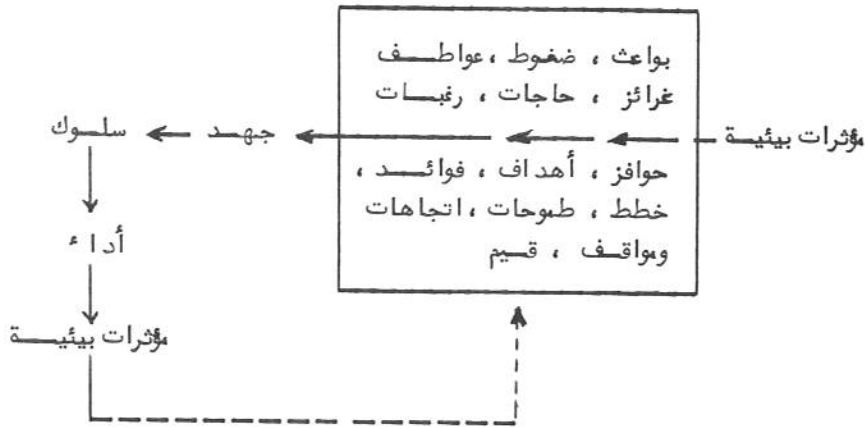 بواعث ، ضغوط ، عواطف
غرائز ، حاجات ، رغبات
مؤثرات بيئية
جهد
سلوك
حوافز ، أهداف ، فوائد ،
خطط ، طموحات ، اتجاهات
ومواقف ، قيم
أداء
مؤثرات بيئية